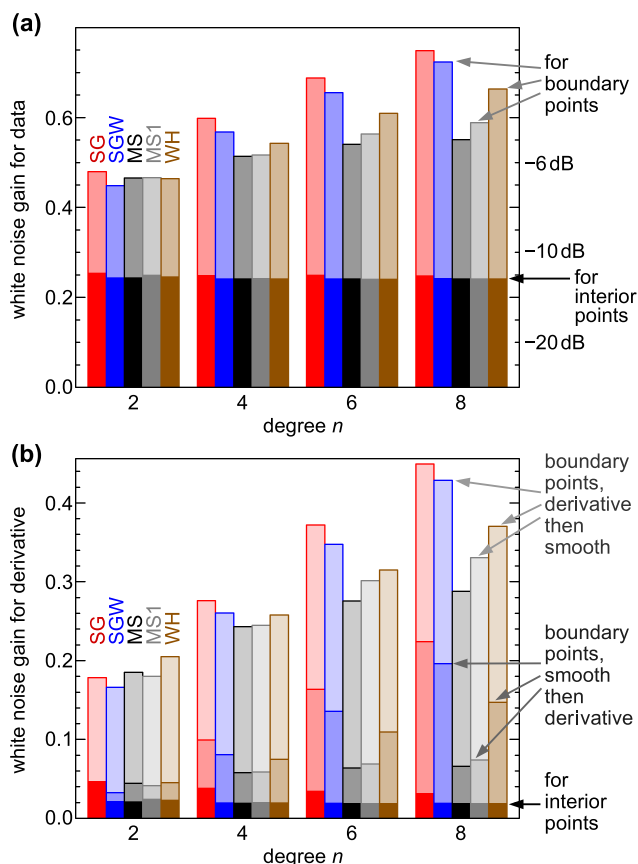 (a)
white noise gain for data
0.6
0.4
0.2
0.0
SG
SGW
MS
MS1
WH
for
boundary
points
−6 dB
−10 dB
for
interior
points
−20 dB
2
4
6
8
degree n
(b)
white noise gain for derivative
0.4
0.3
0.2
0.1
0.0
SG
SGW
MS
MS1
WH
boundary
points,
derivative
then
smooth
boundary
points,
smooth
then
derivative
for
interior
points
2
4
6
8
degree n